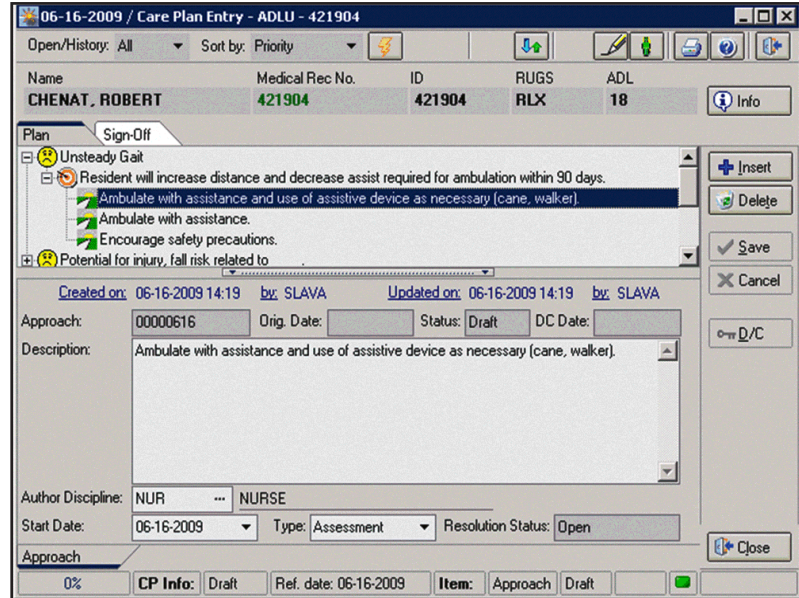 06-16-2009 / Care Plan Entry - ADLU - 421904
Open/History: All Sort by: Priority
Name Medical Rec No. ID RUGS ADL
CHENAT, ROBERT 421904 421904 RLX 18
Info
Plan Sign-Off
Unsteady Gait
Resident will increase distance and decrease assist required for ambulation within 90 days.
Ambulate with assistance and use of assistive device as necessary (cane, walker).
Ambulate with assistance.
Encourage safety precautions.
Potential for injury, fall risk related to .
Insert
Delete
Save
Cancel
D/C
Created on: 06-16-2009 14:19 by: SLAVA Updated on: 06-16-2009 14:19 by: SLAVA
Approach: 00000616 Orig. Date: Status: Draft DC Date:
Description: Ambulate with assistance and use of assistive device as necessary (cane, walker).
Author Discipline: NUR ... NURSE
Start Date: 06-16-2009 Type: Assessment Resolution Status: Open
Close
Approach
0% CP Info: Draft Ref. date: 06-16-2009 Item: Approach Draft